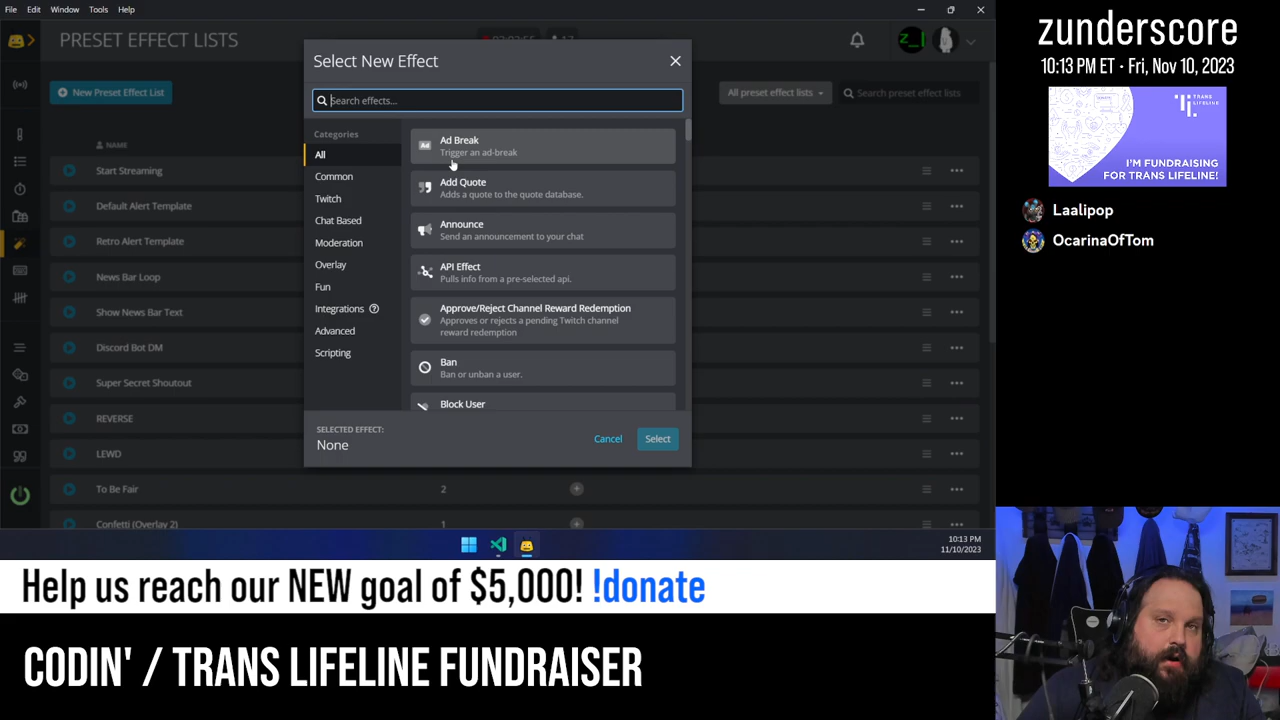 File Edit Window Tools Help
PRESET EFFECT LISTS
New Preset Effect List
All preset effect lists
Search preset effect lists
NAME
Start Streaming
Default Alert Template
Retro Alert Template
News Bar Loop
Show News Bar Text
Discord Bot DM
Super Secret Shoutout
REVERSE
LEWD
To Be Fair 2
Confetti (Overlay 2) 1
Select New Effect
Search effects...
Categories
All
Common
Twitch
Chat Based
Moderation
Overlay
Fun
Integrations
Advanced
Scripting
Ad Break
Trigger an ad-break
Add Quote
Adds a quote to the quote database.
Announce
Send an announcement to your chat
API Effect
Pulls info from a pre-selected api.
Approve/Reject Channel Reward Redemption
Approves or rejects a pending Twitch channel
reward redemption
Ban
Ban or unban a user.
Block User
SELECTED EFFECT:
None
Cancel
Select
10:13 PM
11/10/2023
zunderscore
10:13 PM ET • Fri, Nov 10, 2023
TRANS
LIFELINE
I'M FUNDRAISING
FOR TRANS LIFELINE!
Laalipop
OcarinaOfTom
Help us reach our NEW goal of $5,000! !donate
CODIN' / TRANS LIFELINE FUNDRAISER